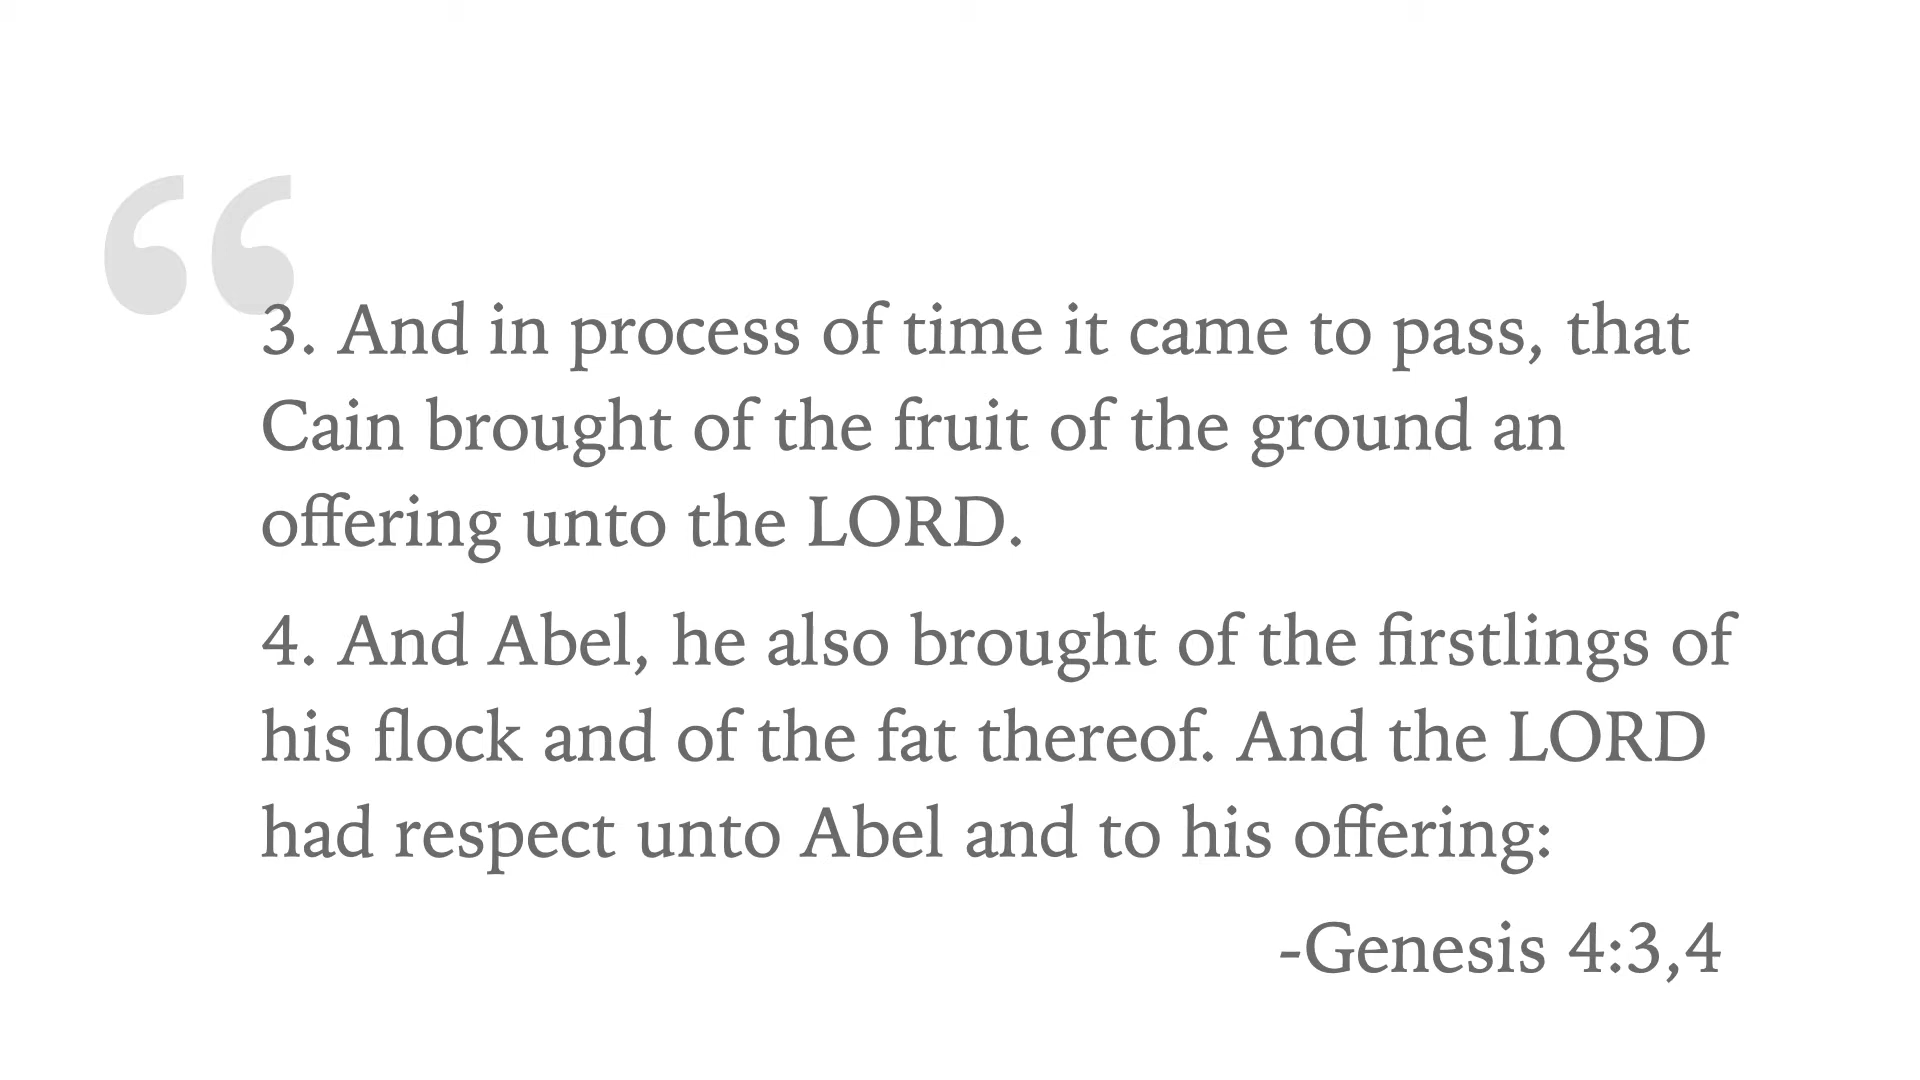 “
3. And in process of time it came to pass, that
Cain brought of the fruit of the ground an
offering unto the LORD.
4. And Abel, he also brought of the firstlings of
his flock and of the fat thereof. And the LORD
had respect unto Abel and to his offering:
-Genesis 4:3,4